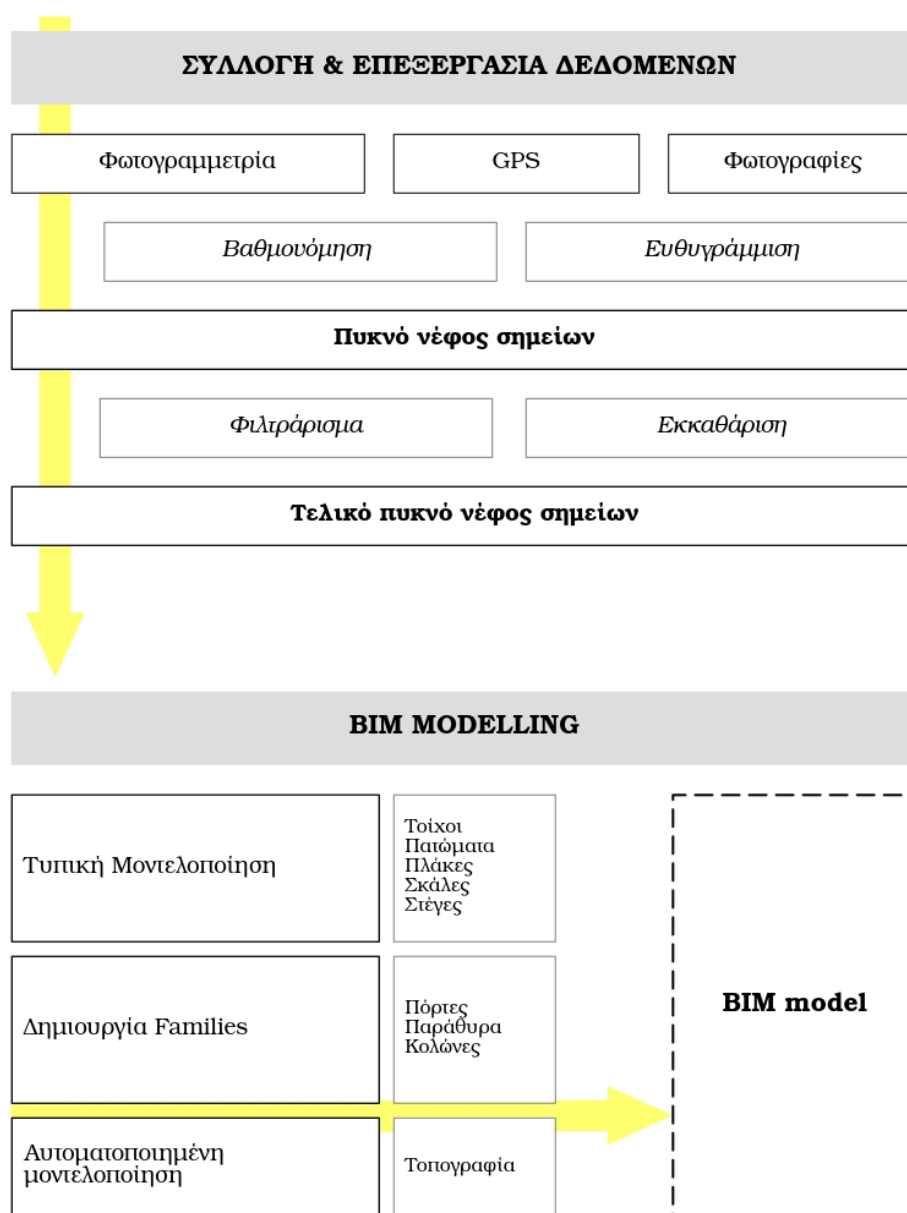 ΣΥΛΛΟΓΗ & ΕΠΕΞΕΡΓΑΣΙΑ ΔΕΔΟΜΕΝΩΝ
Φωτογραμμετρία
GPS
Φωτογραφίες
Βαθμονόμηση
Ευθυγράμμιση
Πυκνό νέφος σημείων
Φιλτράρισμα
Εκκαθάριση
Τελικό πυκνό νέφος σημείων
BIM MODELLING
Τυπική Μοντελοποίηση
Τοίχοι
Πατώματα
Πλάκες
Σκάλες
Στέγες
Δημιουργία Families
Πόρτες
Παράθυρα
Κολώνες
BIM model
Αυτοματοποιημένη
μοντελοποίηση
Τοπογραφία